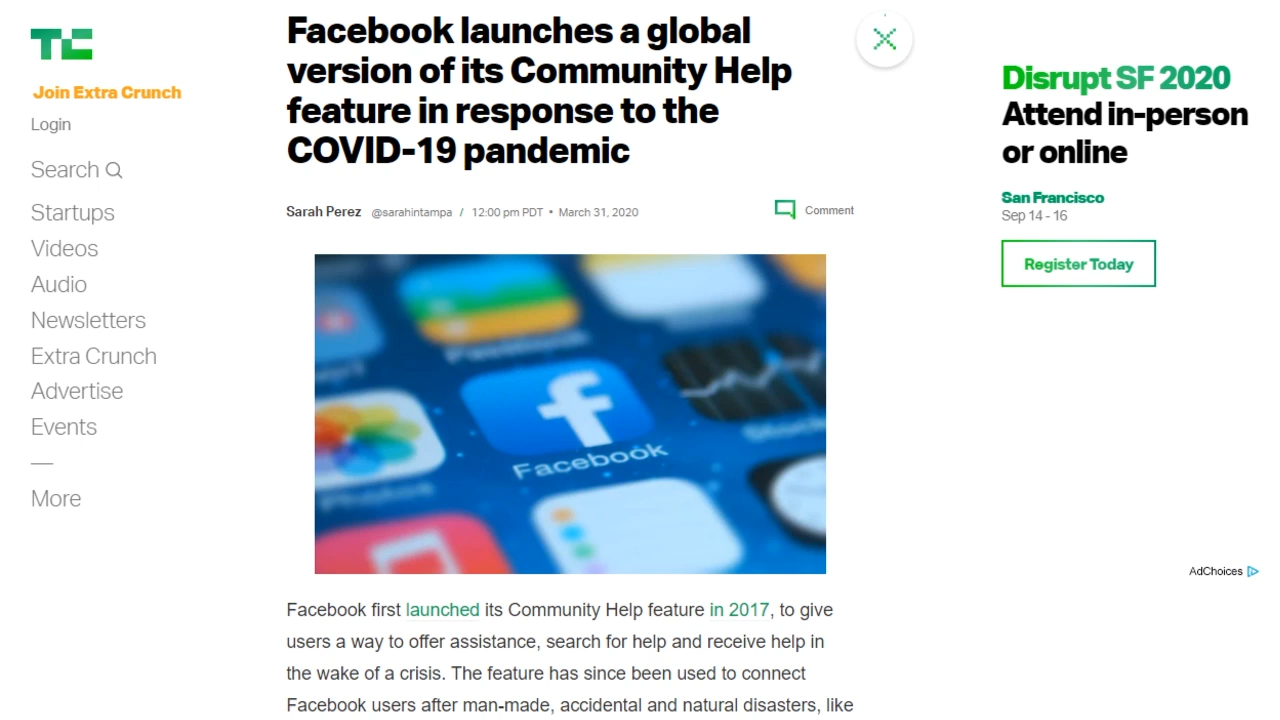 TC
Join Extra Crunch
Login
Search
Startups
Videos
Audio
Newsletters
Extra Crunch
Advertise
Events
—
More
Facebook launches a global
version of its Community Help
feature in response to the
COVID-19 pandemic
Sarah Perez @sarahintampa / 12:00 pm PDT • March 31, 2020
Comment
Passbook
Stocks
Facebook
Photos
Facebook first launched its Community Help feature in 2017, to give
users a way to offer assistance, search for help and receive help in
the wake of a crisis. The feature has since been used to connect
Facebook users after man-made, accidental and natural disasters, like
Disrupt SF 2020
Attend in-person
or online
San Francisco
Sep 14 - 16
Register Today
AdChoices